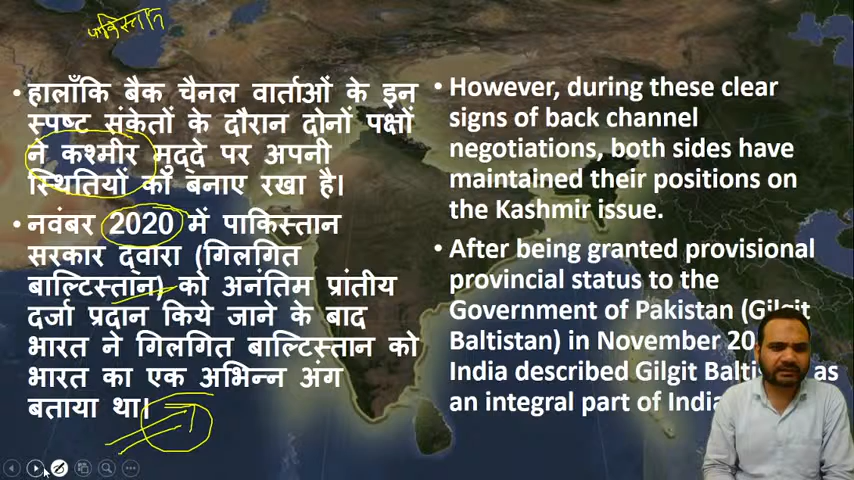 पाकिस्तान
• हालाँकि बैक चैनल वार्ताओं के इन
स्पष्ट संकेतों के दौरान दोनों पक्षों
ने कश्मीर मुद्दे पर अपनी
स्थितियों को बनाए रखा है।
• नवंबर 2020 में पाकिस्तान
सरकार द्वारा (गिलगित
बाल्टिस्तान) को अनंतिम प्रांतीय
दर्जा प्रदान किये जाने के बाद
भारत ने गिलगित बाल्टिस्तान को
भारत का एक अभिन्न अंग
बताया था।
• However, during these clear
signs of back channel
negotiations, both sides have
maintained their positions on
the Kashmir issue.
• After being granted provisional
provincial status to the
Government of Pakistan (Gilgit
Baltistan) in November 20
India described Gilgit Balti as
an integral part of India